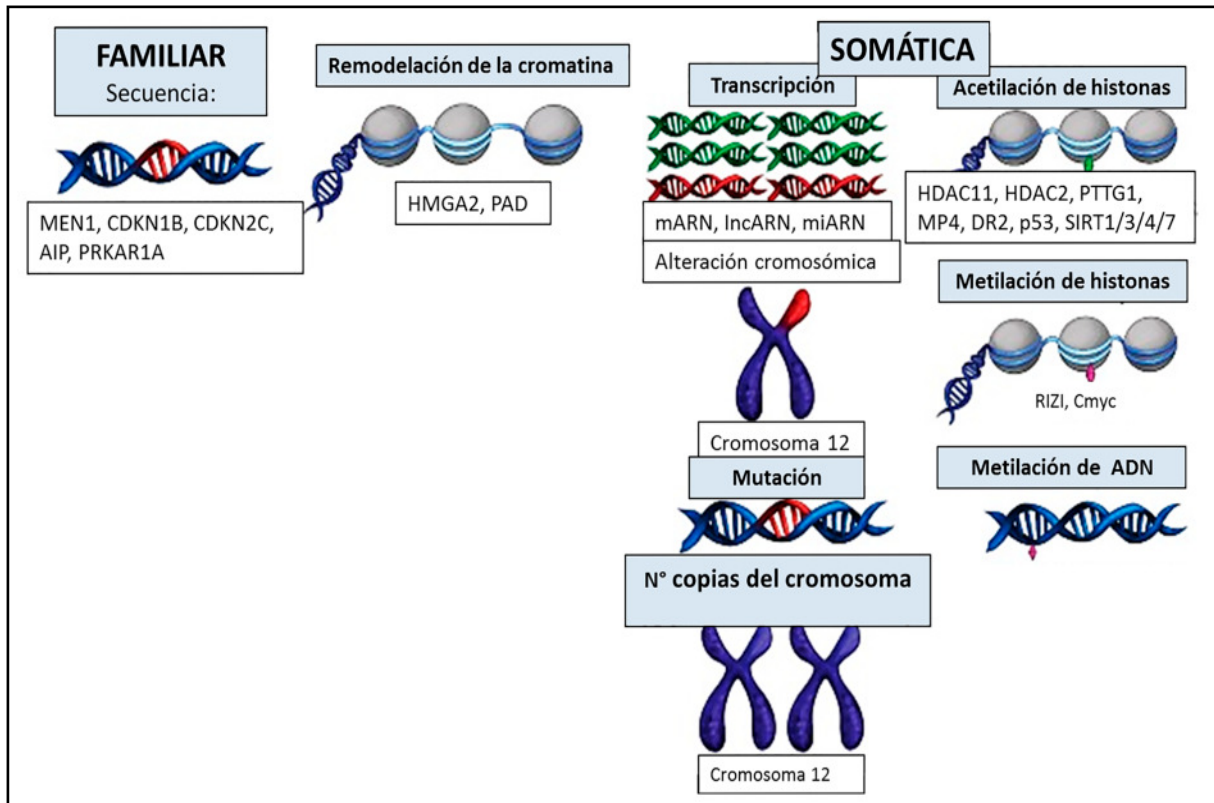 FAMILIAR
Secuencia:
MEN1, CDKN1B, CDKN2C,
AIP, PRKAR1A
Remodelación de la cromatina
HMGA2, PAD
SOMÁTICA
Transcripción
mARN, lncARN, miARN
Alteración cromosómica
Cromosoma 12
Mutación
N° copias del cromosoma
Cromosoma 12
Acetilación de histonas
HDAC11, HDAC2, PTTG1,
MP4, DR2, p53, SIRT1/3/4/7
Metilación de histonas
RIZI, Cmyc
Metilación de ADN